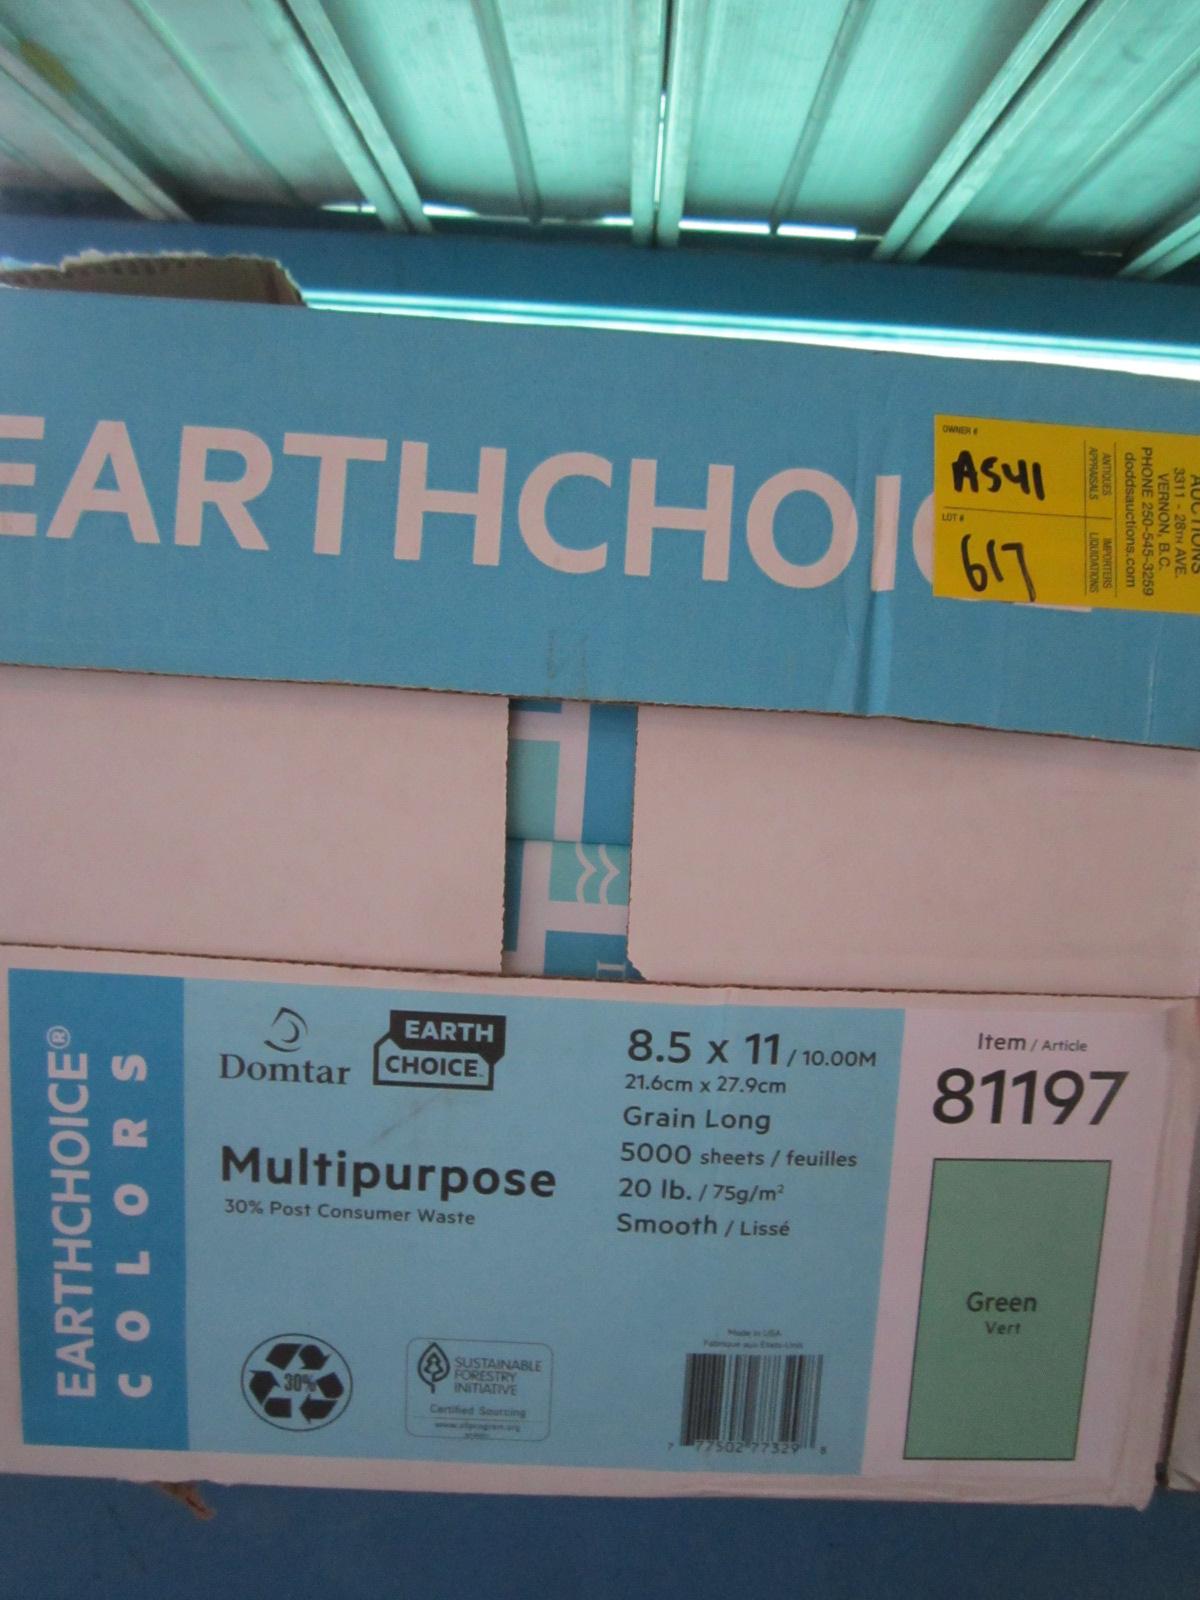 EARTHCHOIC
OWNER #
AS41
LOT #
617
ANTIQUES
APPRAISALS
IMPORTERS
LIQUIDATIONS
AUCTIONS
3311 - 28TH AVE.
VERNON, B.C.
PHONE 250-545-3259
doddsauctions.com
EARTHCHOICE®
COLORS
Domtar
EARTH
CHOICE
Multipurpose
30% Post Consumer Waste
8.5 x 11 / 10.00M
21.6cm x 27.9cm
Grain Long
5000 sheets / feuilles
20 lb. / 75g/m²
Smooth / Lissé
Item / Article
81197
Green
Vert
30%
SUSTAINABLE
FORESTRY
INITIATIVE
Certified Sourcing
www.sfiprogram.org
Made in USA
Fabriqué aux États-Unis
7 77502 77329 8